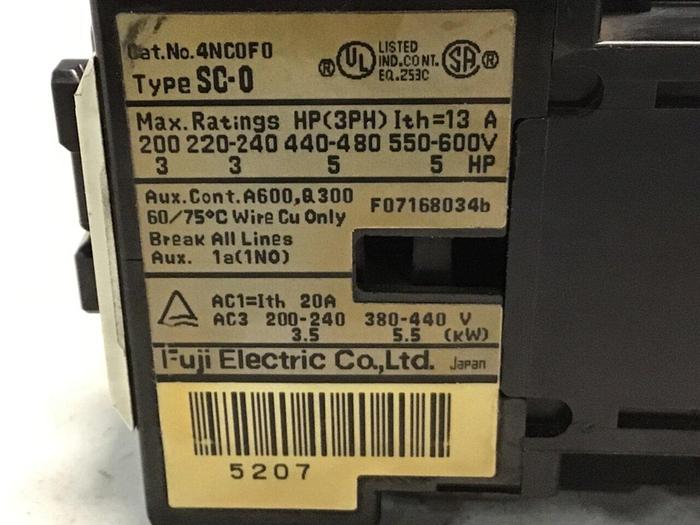 Cat.No.4NC0F0
Type SC-0
® UL LISTED
IND.CONT.
EQ.253C
SA ®
Max.Ratings HP(3PH) Ith=13 A
200 220-240 440-480 550-600V
3 3 5 5 HP
Aux.Cont.A600,Q300
60/75°C Wire Cu Only
F07168034b
Break All Lines
Aux. 1a(1NO)
AC1=Ith 20A
AC3 200-240 380-440 V
3.5 5.5 (kW)
Fuji Electric Co.,Ltd. Japan
5207